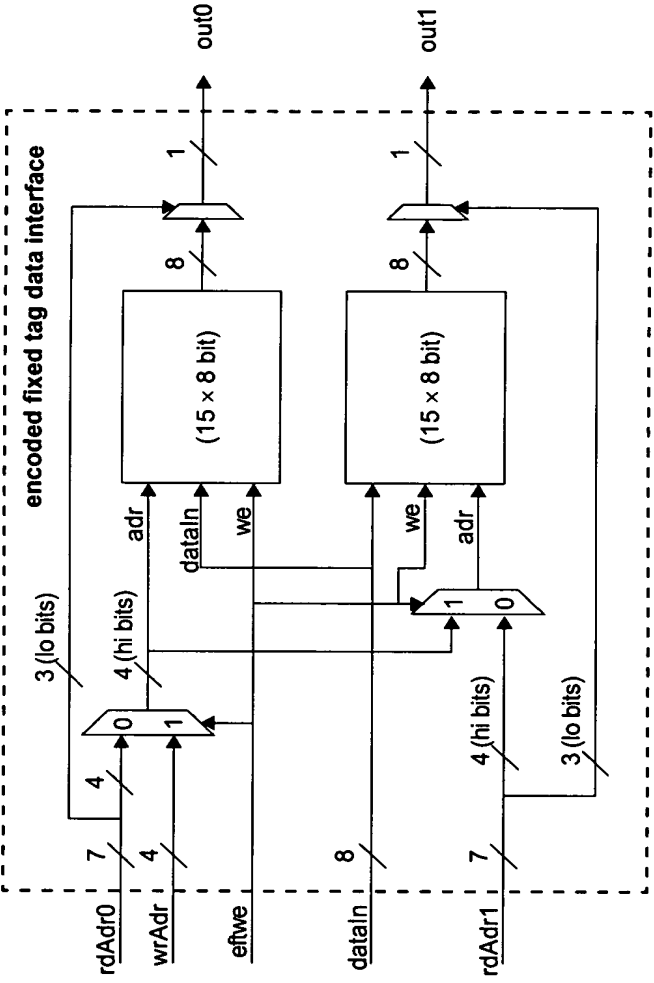 encoded fixed tag data interface
rdAdr0
7
4
3 (lo bits)
wrAdr
4
0
1
4 (hi bits)
eftwe
adr
dataIn
we
(15 × 8 bit)
8
1
out0
dataIn
8
we
adr
(15 × 8 bit)
8
1
out1
1
0
rdAdr1
7
4 (hi bits)
3 (lo bits)